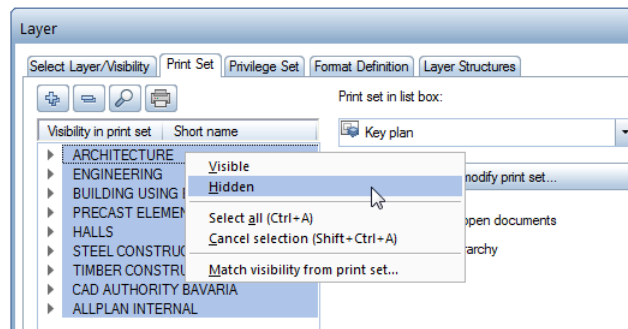 Layer
Select Layer/Visibility Print Set Privilege Set Format Definition Layer Structures
Print set in list box:
Visibility in print set Short name
Key plan
ARCHITECTURE
ENGINEERING
BUILDING USING
PRECAST ELEMEN
HALLS
STEEL CONSTRUC
TIMBER CONSTRU
CAD AUTHORITY BAVARIA
ALLPLAN INTERNAL
Visible
Hidden
Select all (Ctrl+A)
Cancel selection (Shift+Ctrl+A)
Match visibility from print set...
modify print set...
open documents
rarchy